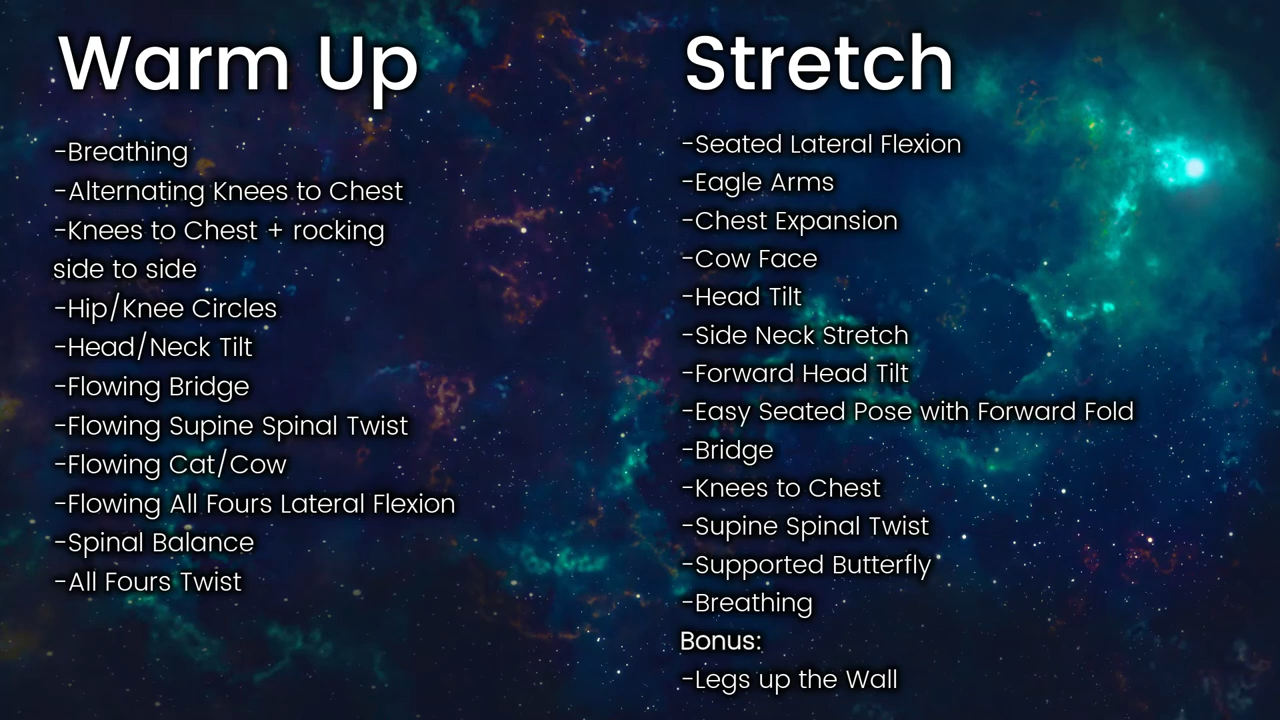 Warm Up
-Breathing
-Alternating Knees to Chest
-Knees to Chest + rocking
side to side
-Hip/Knee Circles
-Head/Neck Tilt
-Flowing Bridge
-Flowing Supine Spinal Twist
-Flowing Cat/Cow
-Flowing All Fours Lateral Flexion
-Spinal Balance
-All Fours Twist
Stretch
-Seated Lateral Flexion
-Eagle Arms
-Chest Expansion
-Cow Face
-Head Tilt
-Side Neck Stretch
-Forward Head Tilt
-Easy Seated Pose with Forward Fold
-Bridge
-Knees to Chest
-Supine Spinal Twist
-Supported Butterfly
-Breathing
Bonus:
-Legs up the Wall